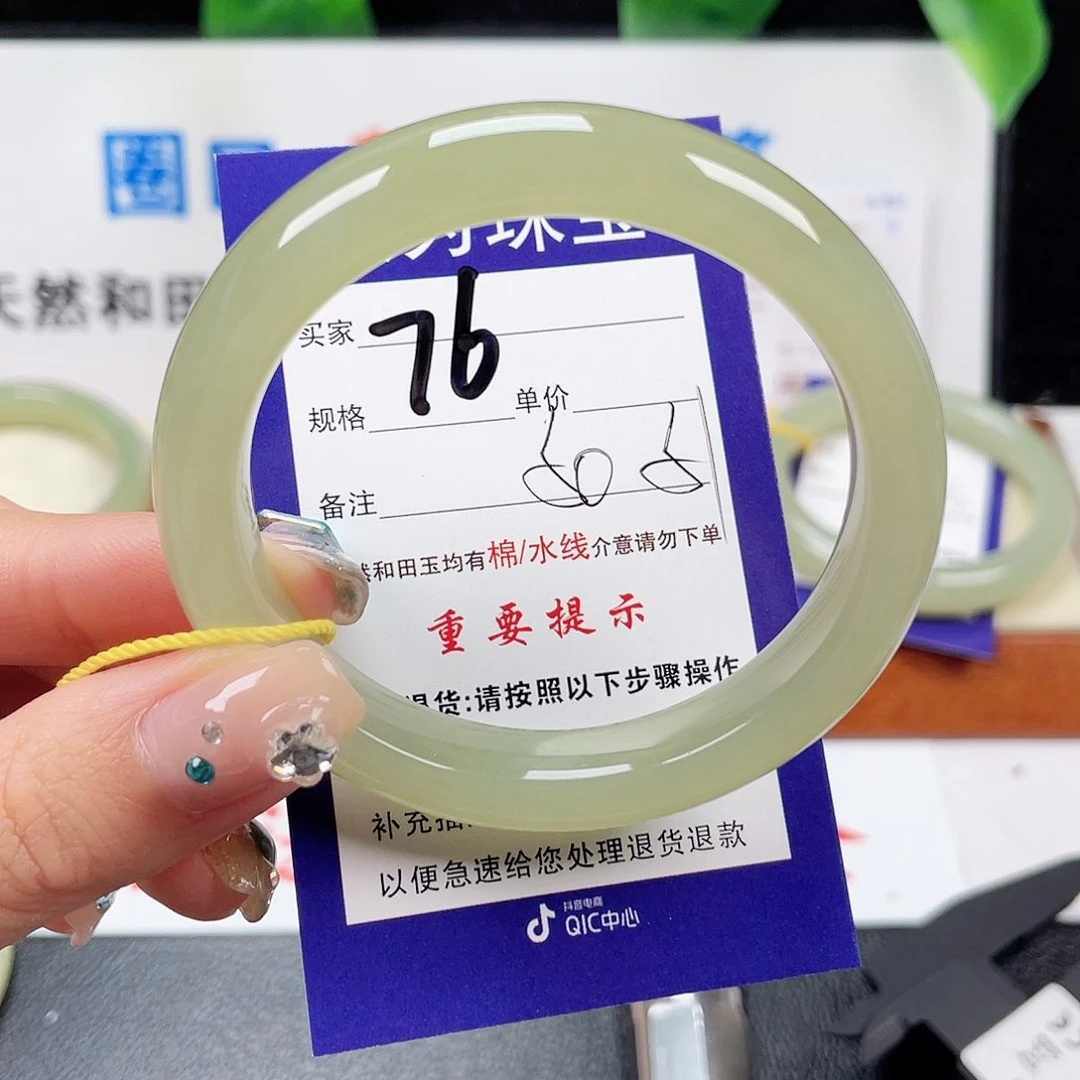 天然和田
珠宝
买家 76
规格 单价
备注
然和田玉均有棉/水线介意请勿下单
重要提示
退货:请按照以下步骤操作
补充描
以便急速给您处理退货退款
抖音电商
QIC中心